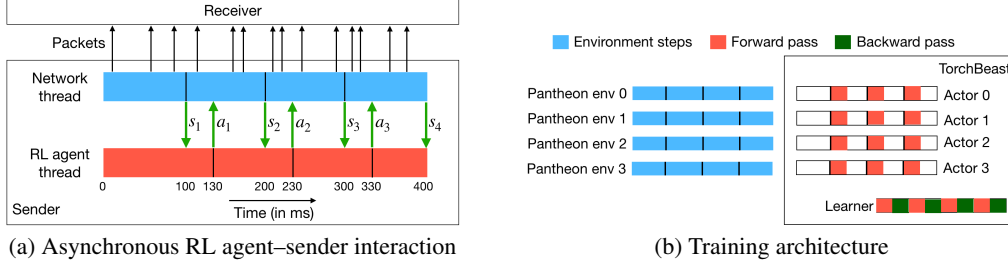 Receiver
Packets
Network
thread
s1 a1 s2 a2 s3 a3 s4
RL agent
thread
0 100 130 200 230 300 330 400
Time (in ms)
Sender
(a) Asynchronous RL agent–sender interaction
Environment steps Forward pass Backward pass
TorchBeast
Pantheon env 0 Actor 0
Pantheon env 1 Actor 1
Pantheon env 2 Actor 2
Pantheon env 3 Actor 3
Learner
(b) Training architecture